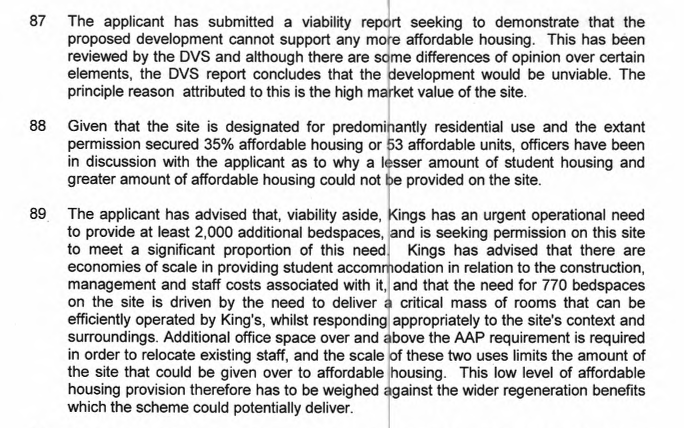 87 The applicant has submitted a viability report seeking to demonstrate that the
proposed development cannot support any more affordable housing. This has been
reviewed by the DVS and although there are some differences of opinion over certain
elements, the DVS report concludes that the development would be unviable. The
principle reason attributed to this is the high market value of the site.
88 Given that the site is designated for predominantly residential use and the extant
permission secured 35% affordable housing or 53 affordable units, officers have been
in discussion with the applicant as to why a lesser amount of student housing and
greater amount of affordable housing could not be provided on the site.
89 The applicant has advised that, viability aside, Kings has an urgent operational need
to provide at least 2,000 additional bedspaces, and is seeking permission on this site
to meet a significant proportion of this need. Kings has advised that there are
economies of scale in providing student accommodation in relation to the construction,
management and staff costs associated with it, and that the need for 770 bedspaces
on the site is driven by the need to deliver a critical mass of rooms that can be
efficiently operated by King's, whilst responding appropriately to the site's context and
surroundings. Additional office space over and above the AAP requirement is required
in order to relocate existing staff, and the scale of these two uses limits the amount of
the site that could be given over to affordable housing. This low level of affordable
housing provision therefore has to be weighed against the wider regeneration benefits
which the scheme could potentially deliver.